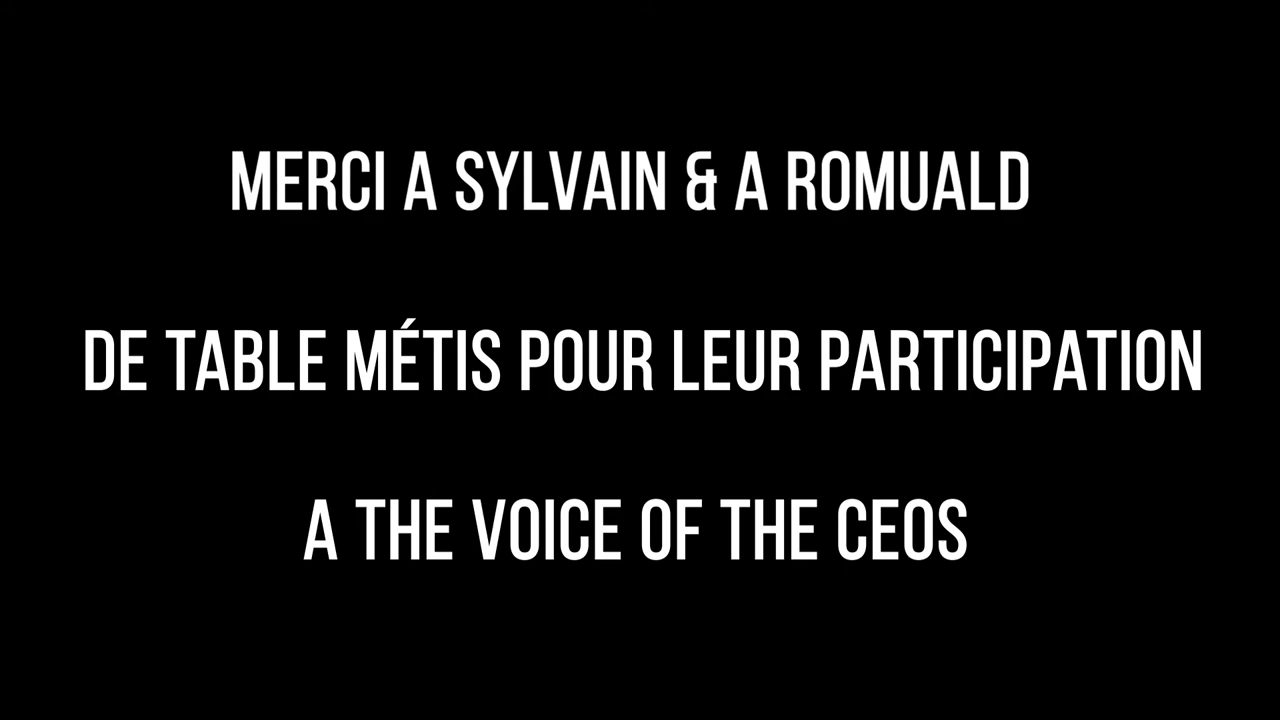 MERCI A SYLVAIN & A ROMUALD
DE TABLE MÉTIS POUR LEUR PARTICIPATION
A THE VOICE OF THE CEOS